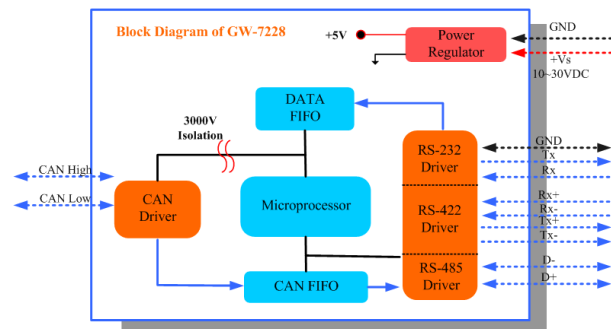 Block Diagram of GW-7228
+5V
Power
Regulator
GND
+Vs
10~30VDC
3000V
Isolation
DATA
FIFO
CAN High
CAN Low
CAN
Driver
Microprocessor
CAN FIFO
RS-232
Driver
RS-422
Driver
RS-485
Driver
GND
Tx
Rx
Rx+
Rx-
Tx+
Tx-
D-
D+